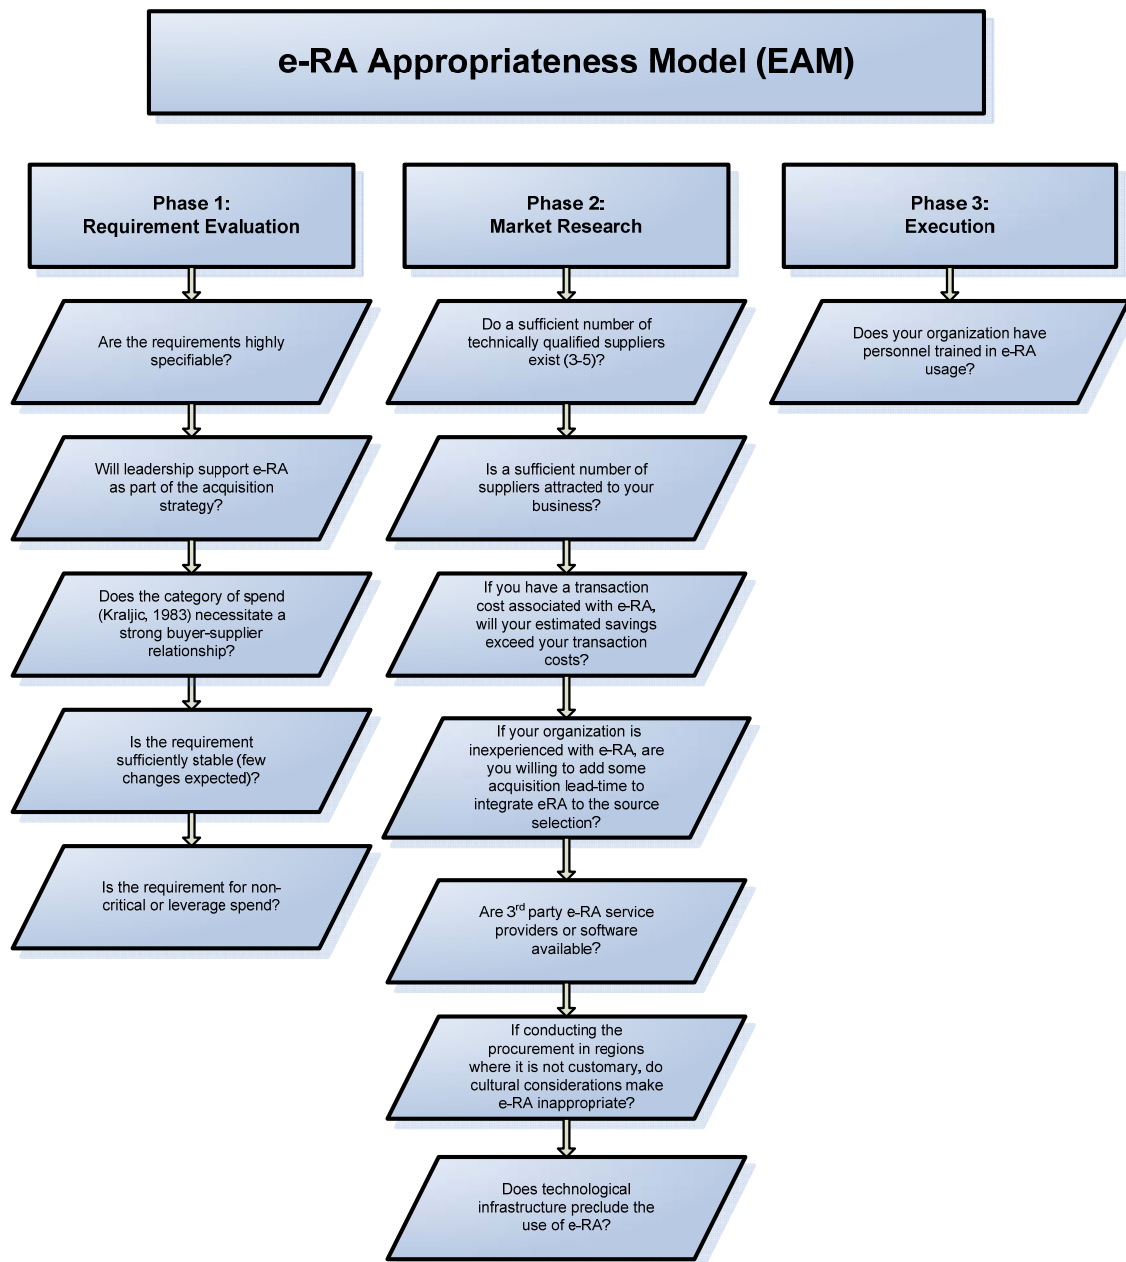 e-RA Appropriateness Model (EAM)
Phase 1:
Requirement Evaluation
Are the requirements highly
specifiable?
Will leadership support e-RA
as part of the acquisition
strategy?
Does the category of spend
(Kraljic, 1983) necessitate a
strong buyer-supplier
relationship?
Is the requirement
sufficiently stable (few
changes expected)?
Is the requirement for non-
critical or leverage spend?
Phase 2:
Market Research
Do a sufficient number of
technically qualified suppliers
exist (3-5)?
Is a sufficient number of
suppliers attracted to your
business?
If you have a transaction
cost associated with e-RA,
will your estimated savings
exceed your transaction
costs?
If your organization is
inexperienced with e-RA, are
you willing to add some
acquisition lead-time to
integrate eRA to the source
selection?
Are 3rd party e-RA service
providers or software
available?
If conducting the
procurement in regions
where it is not customary, do
cultural considerations make
e-RA inappropriate?
Does technological
infrastructure preclude the
use of e-RA?
Phase 3:
Execution
Does your organization have
personnel trained in e-RA
usage?